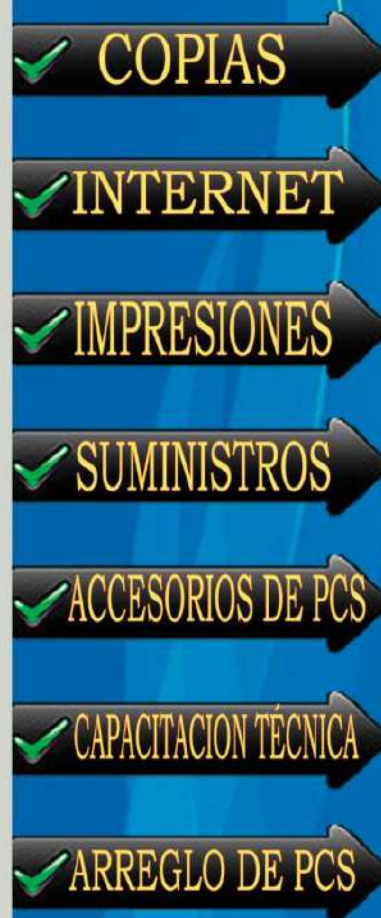 COPIAS
INTERNET
IMPRESIONES
SUMINISTROS
ACCESORIOS DE PCS
CAPACITACION TÉCNICA
ARREGLO DE PCS